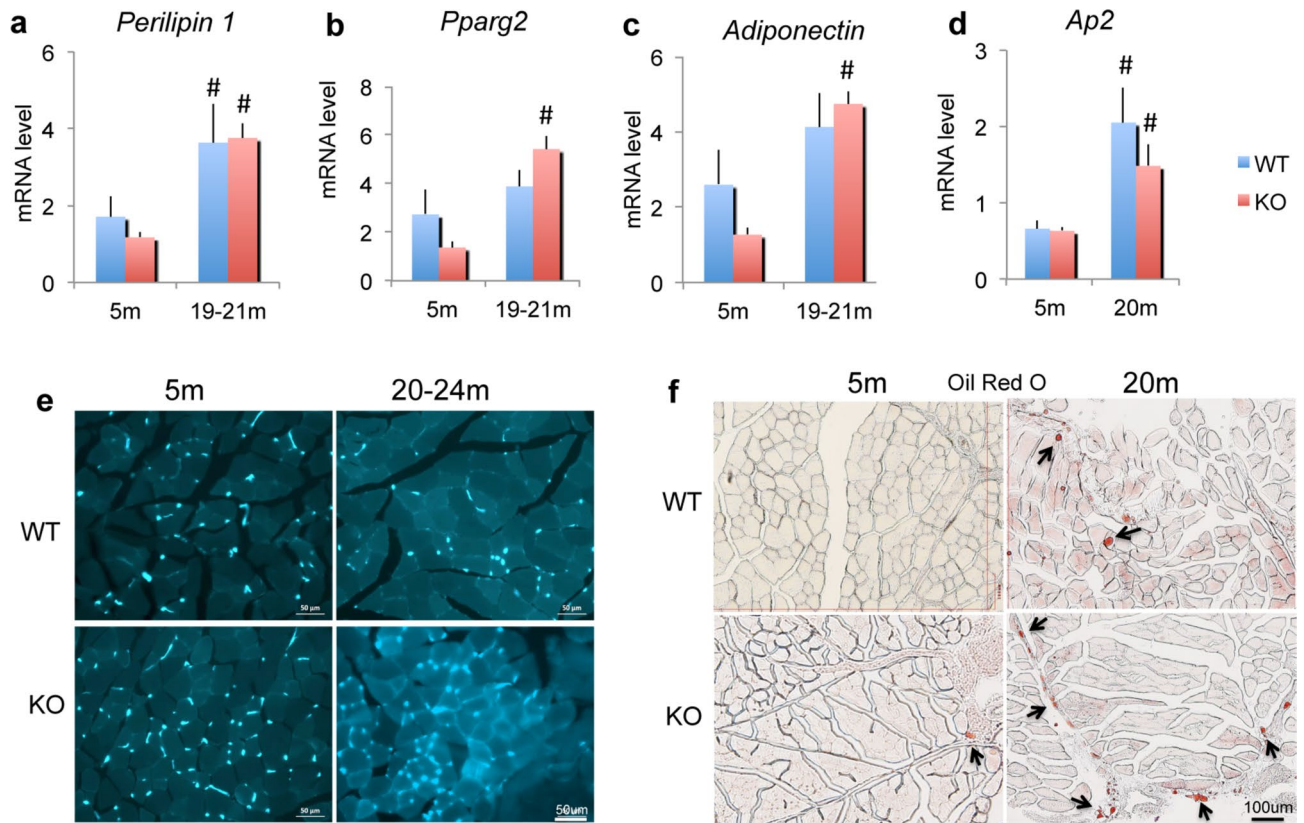 a
Perilipin 1
mRNA level
6
4
2
0
#
#
5m
19-21m
b
Pparg2
mRNA level
8
6
4
2
0
#
5m
19-21m
c
Adiponectin
mRNA level
6
4
2
0
#
5m
19-21m
d
Ap2
mRNA level
3
2
1
0
#
#
5m
20m
WT
KO
e
5m
20-24m
WT
50 µm
50 µm
KO
50 µm
50um
f
5m
Oil Red O
20m
WT
KO
100um